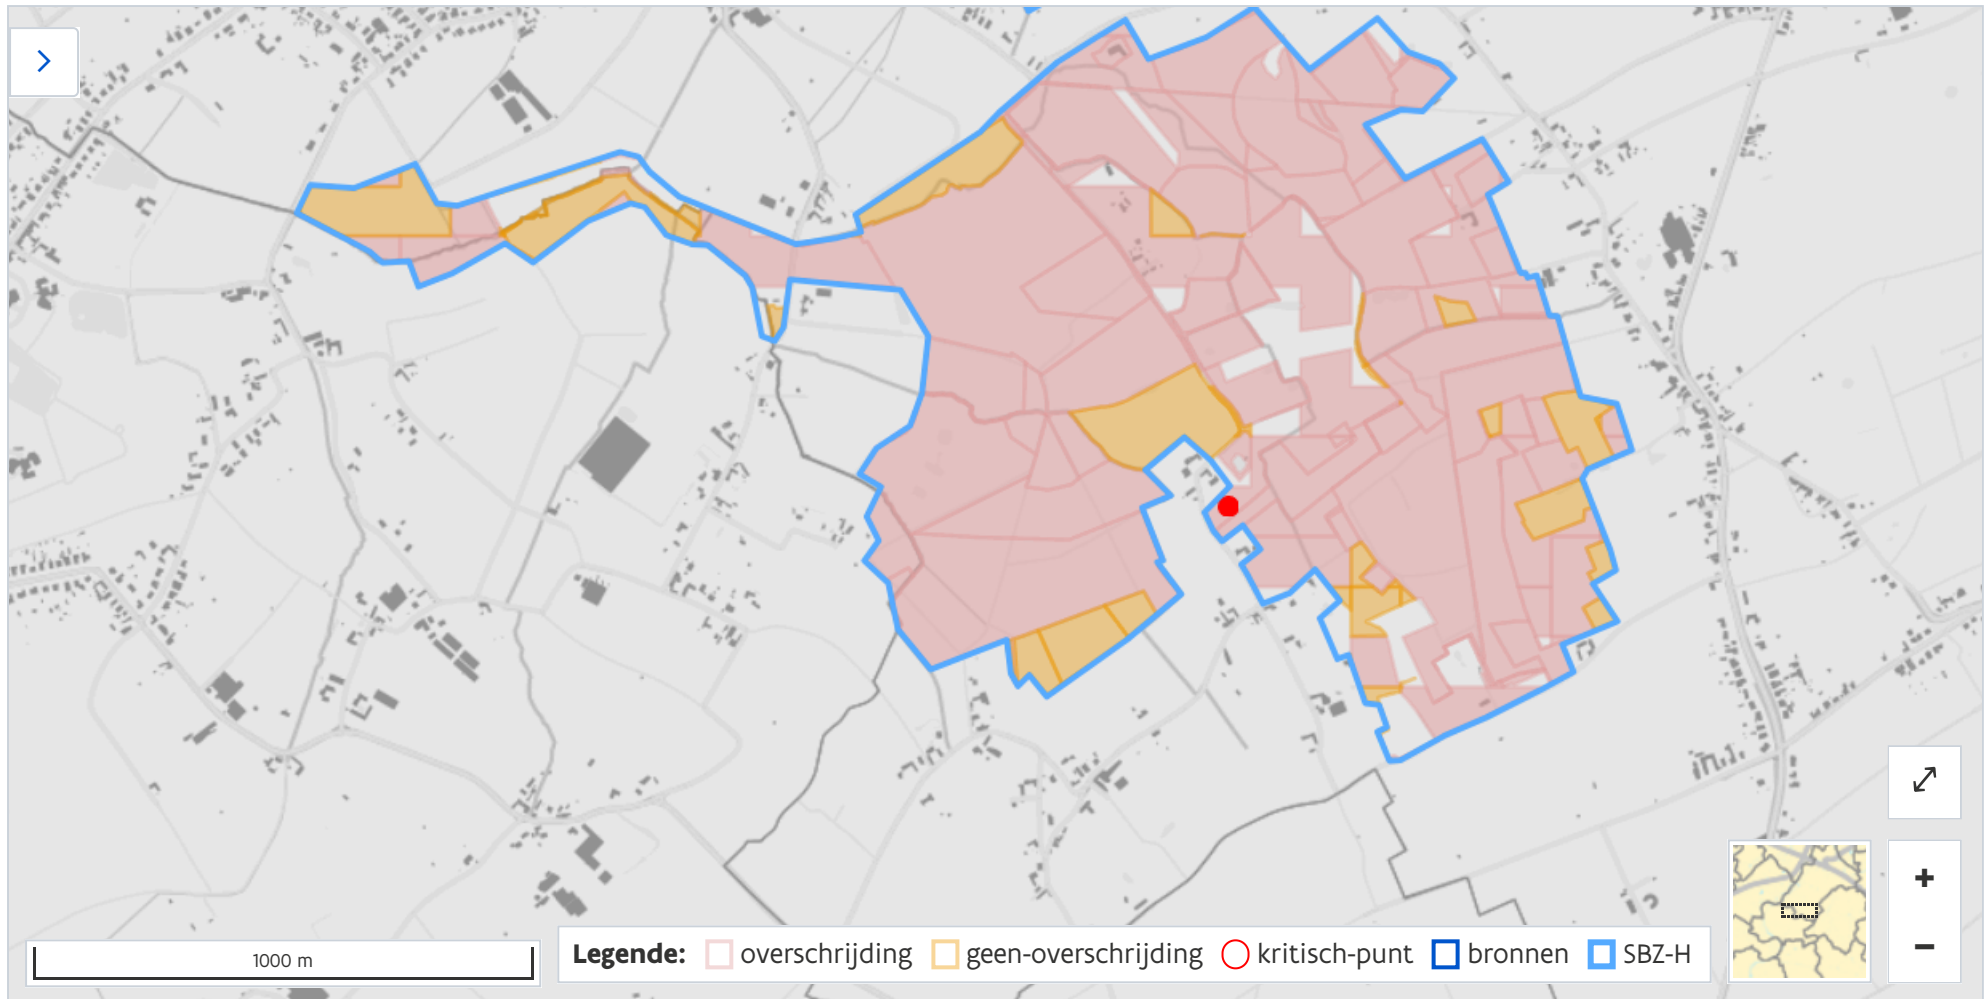 1000 m
Legende: overschrijding geen-overschrijding kritisch-punt bronnen SBZ-H
+
−